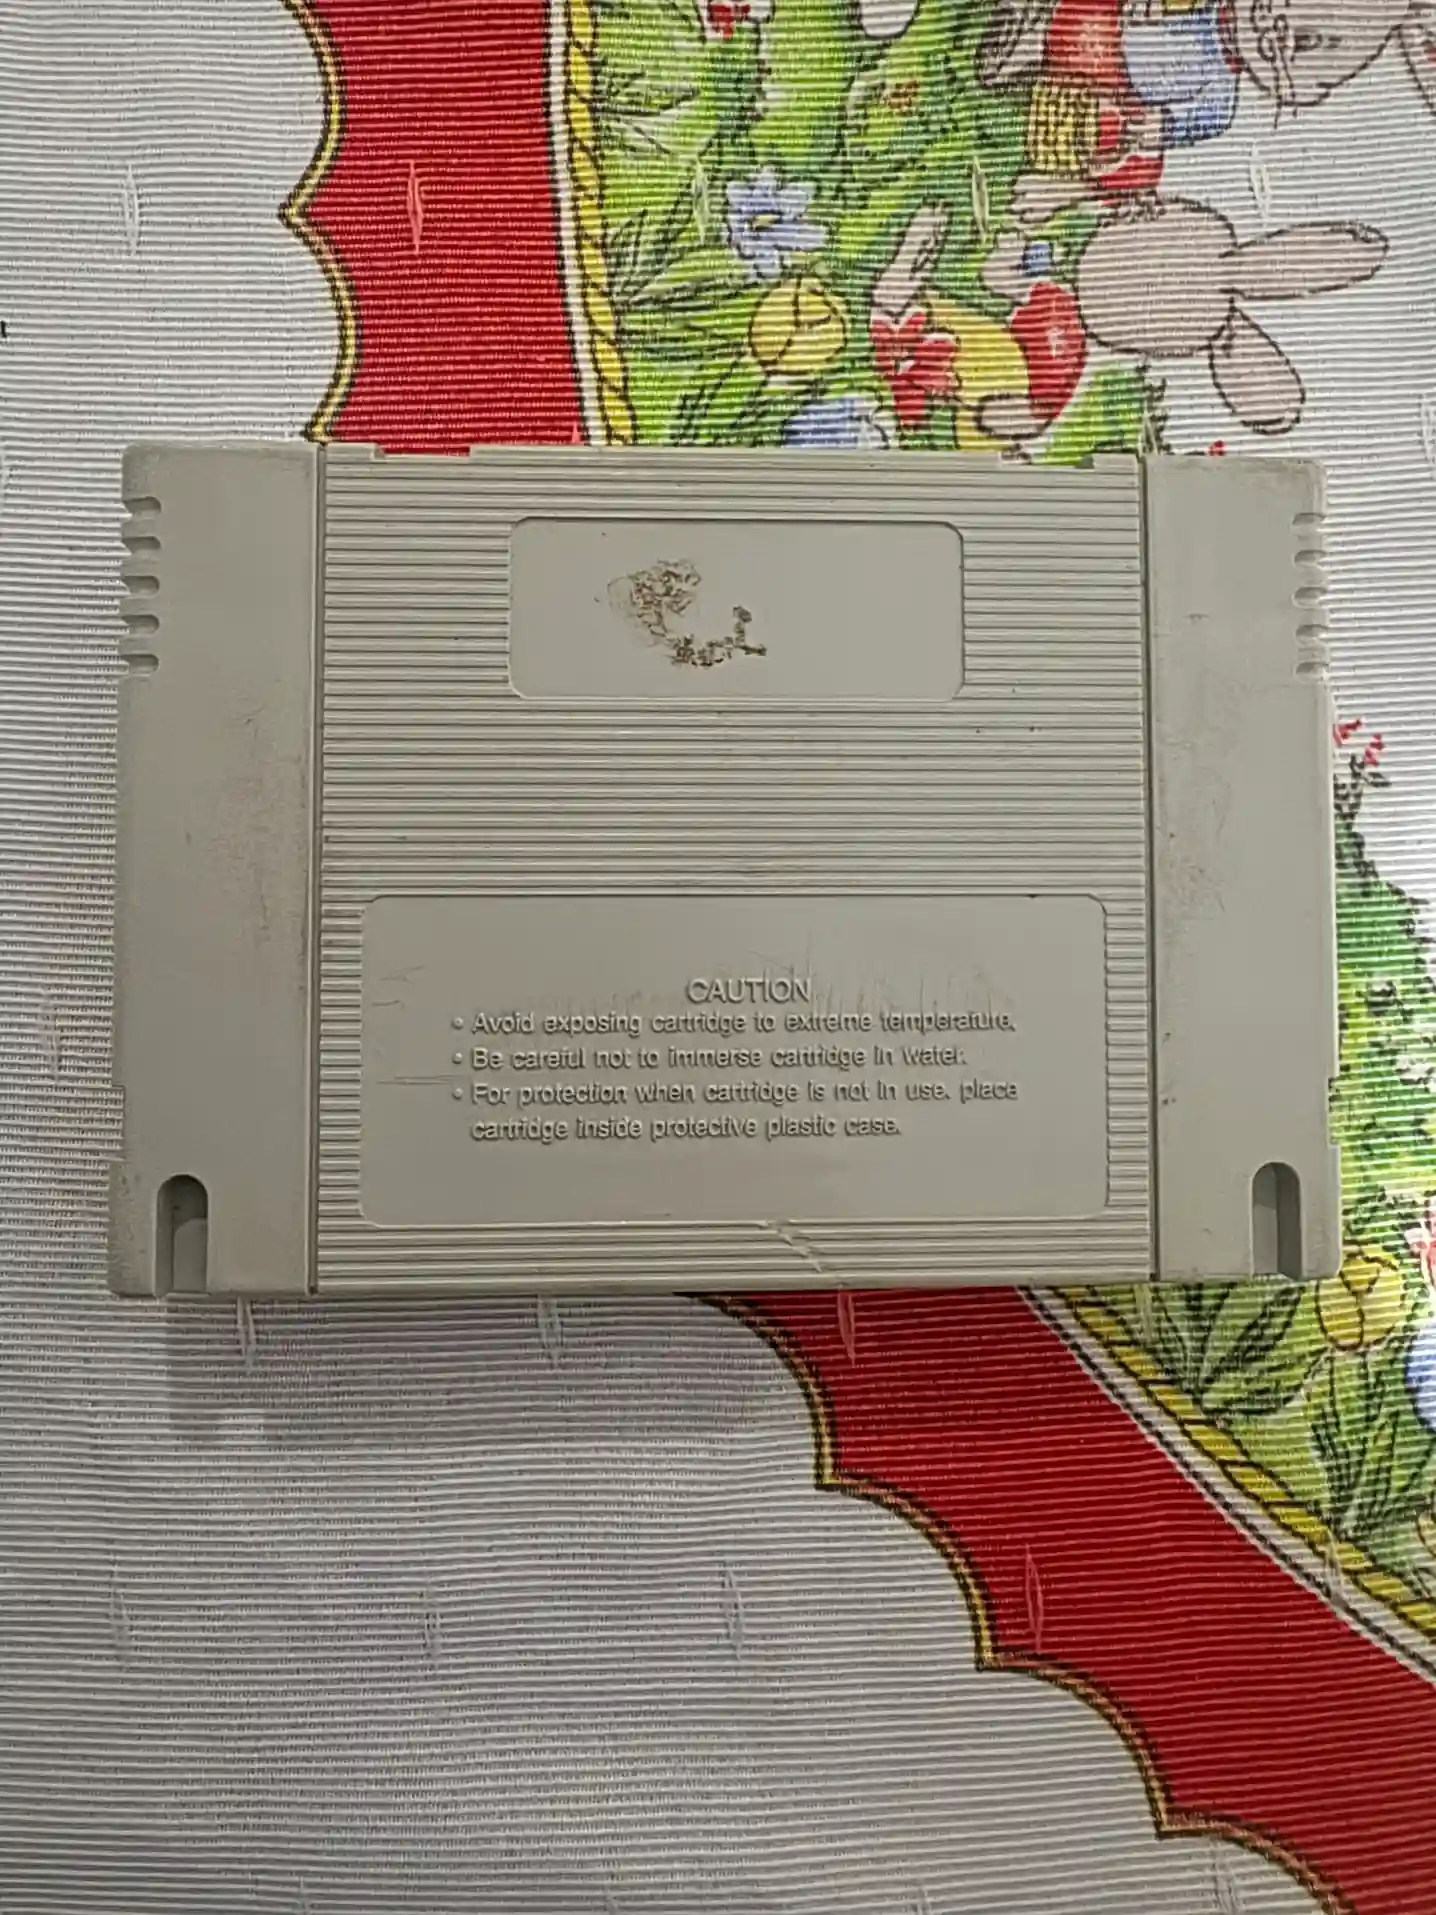 CAUTION
• Avoid exposing cartridge to extreme temperature.
• Be careful not to immerse cartridge in water.
• For protection when cartridge is not in use, place
cartridge inside protective plastic case.